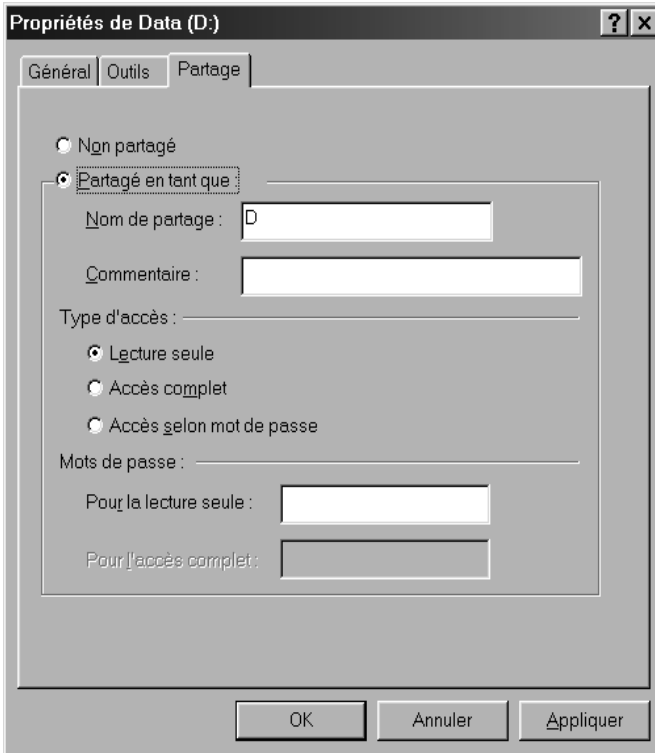 Propriétés de Data (D:)
Général Outils Partage
Non partagé
Partagé en tant que :
Nom de partage : D
Commentaire :
Type d'accès :
Lecture seule
Accès complet
Accès selon mot de passe
Mots de passe :
Pour la lecture seule :
Pour l'accès complet :
OK Annuler Appliquer